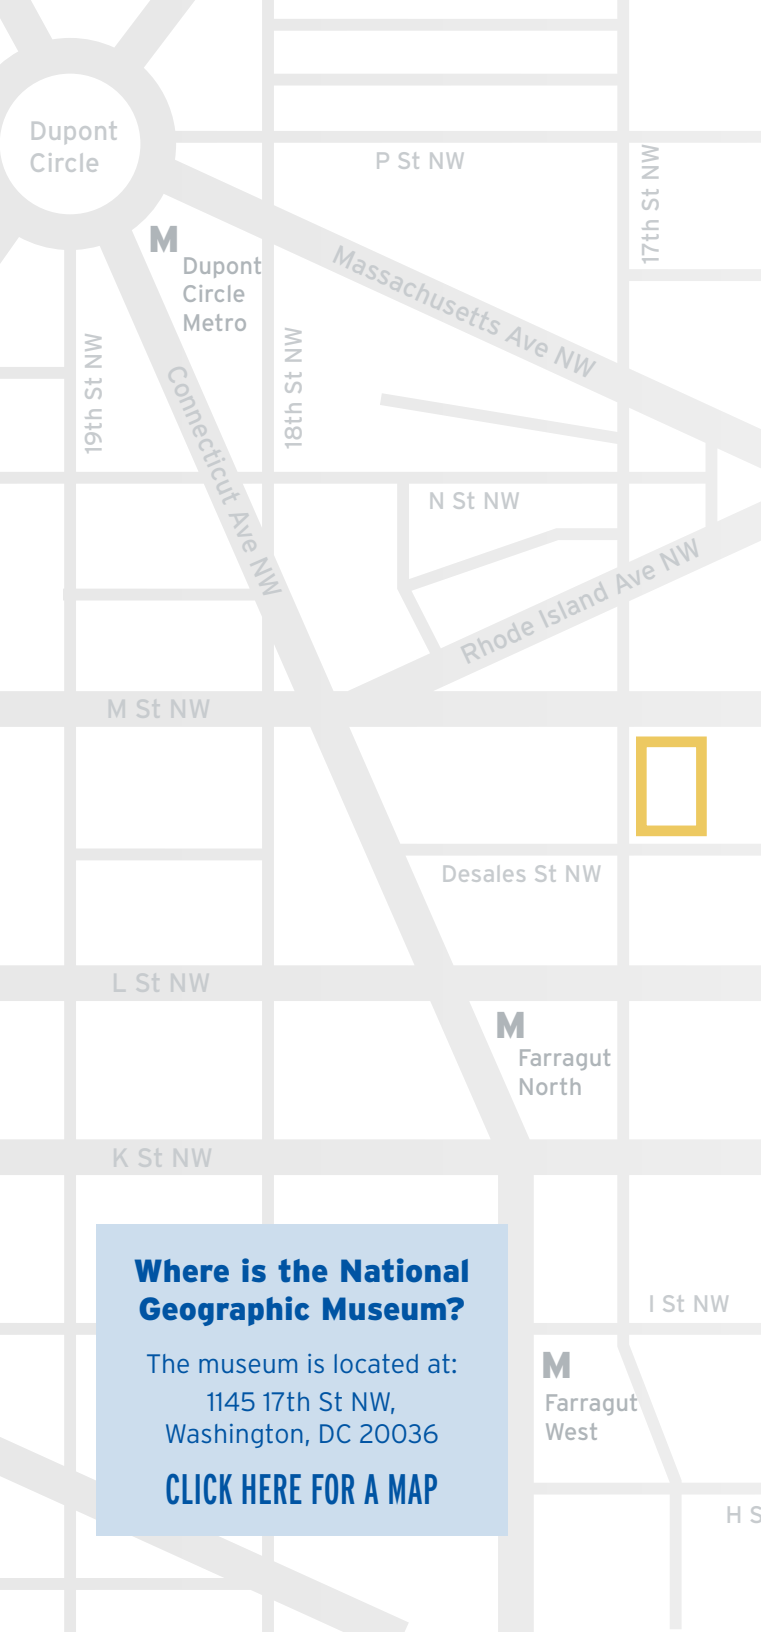 Dupont
Circle
P St NW
17th St NW
M
Dupont
Circle
Metro
Massachusetts Ave NW
19th St NW
18th St NW
Connecticut Ave NW
N St NW
Rhode Island Ave NW
M St NW
Desales St NW
L St NW
M
Farragut
North
K St NW
Where is the National
Geographic Museum?
The museum is located at:
1145 17th St NW,
Washington, DC 20036
CLICK HERE FOR A MAP
I St NW
M
Farragut
West
H S